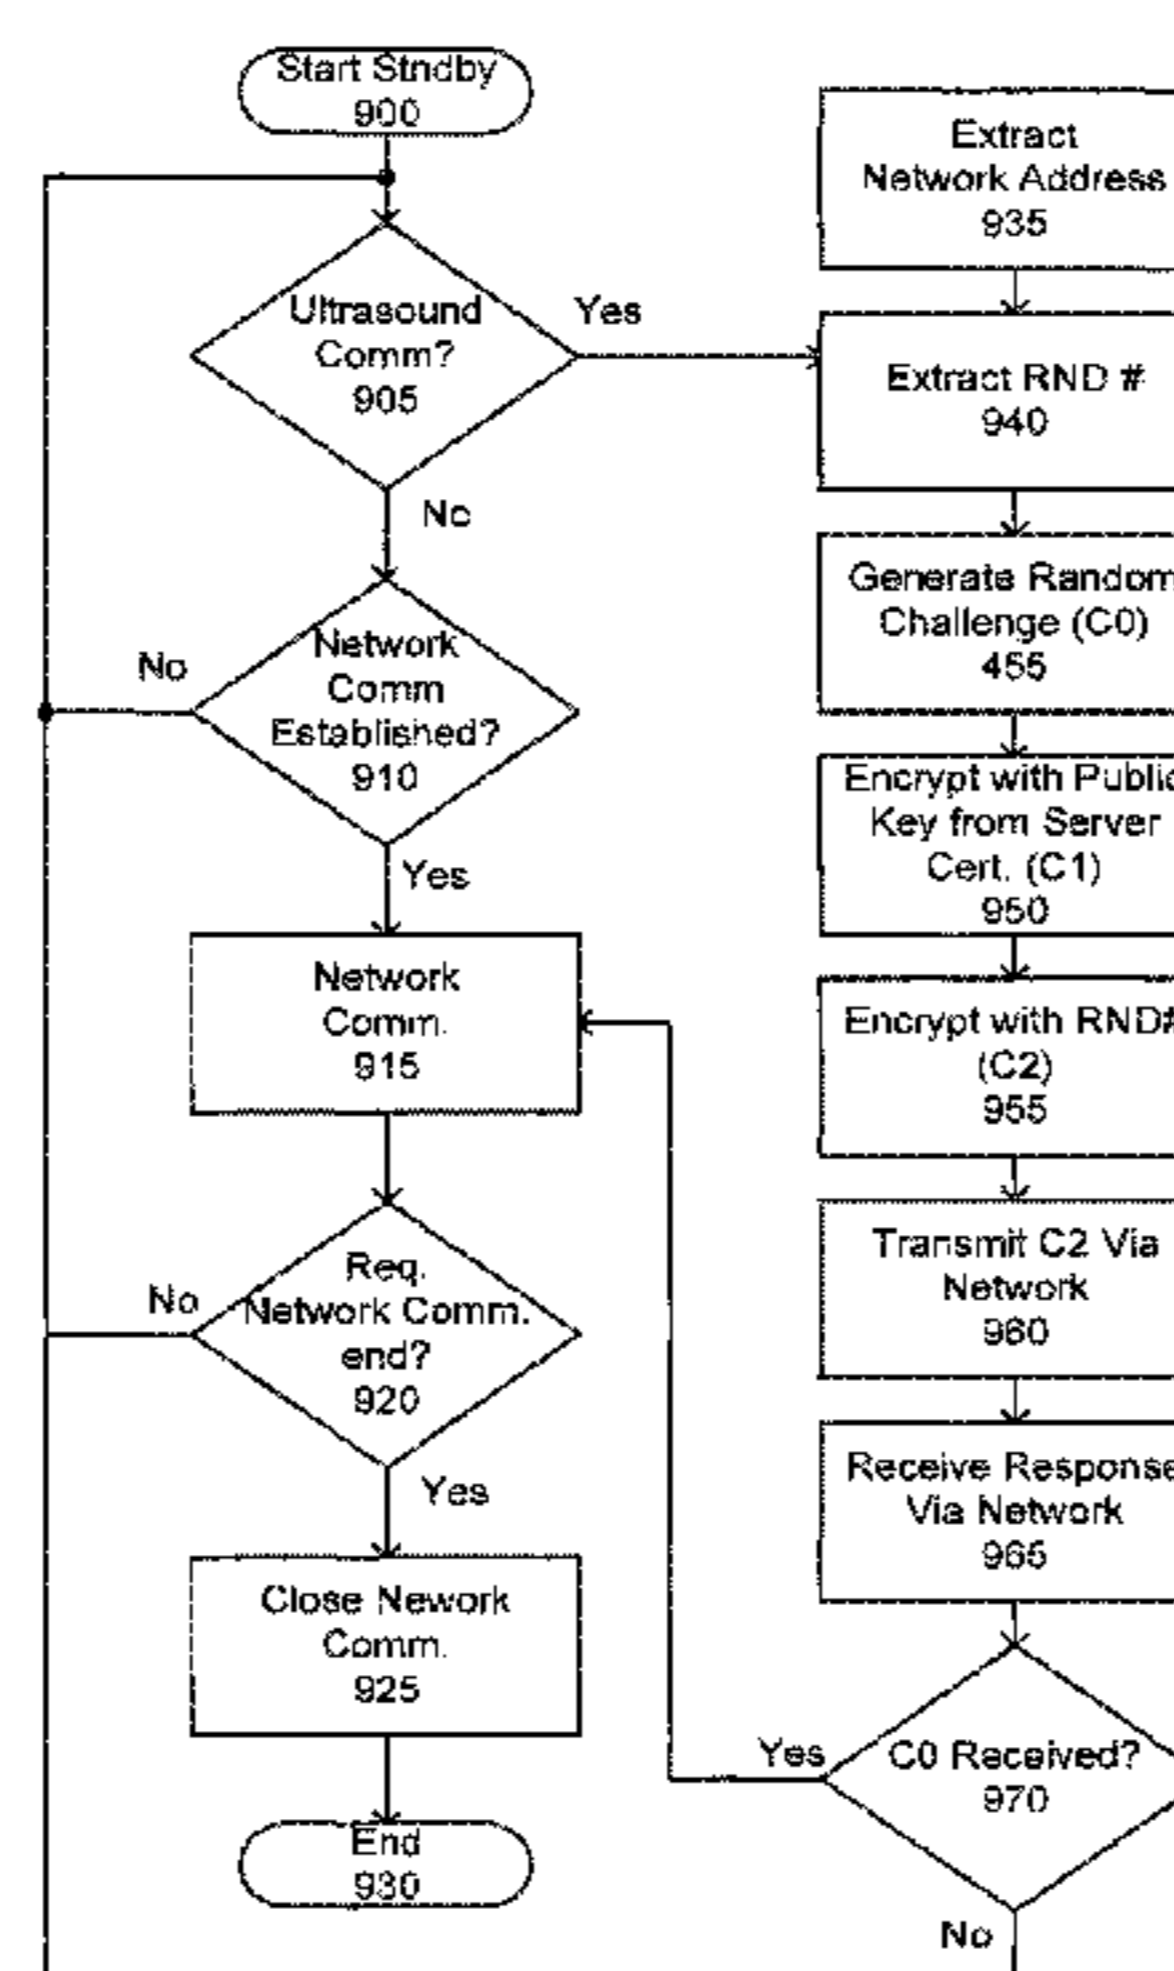 Start Stndby
900
Ultrasound
Comm?
905
Yes
No
Network
Comm
Established?
910
No
Yes
Network
Comm.
915
Req.
Network Comm.
end?
920
No
Yes
Close Nework
Comm.
925
End
930
Extract
Network Address
935
Extract RND #
940
Generate Random
Challenge (C0)
455
Encrypt with Public
Key from Server
Cert. (C1)
950
Encrypt with RND#
(C2)
955
Transmit C2 Via
Network
960
Receive Response
Via Network
965
C0 Received?
970
Yes
No